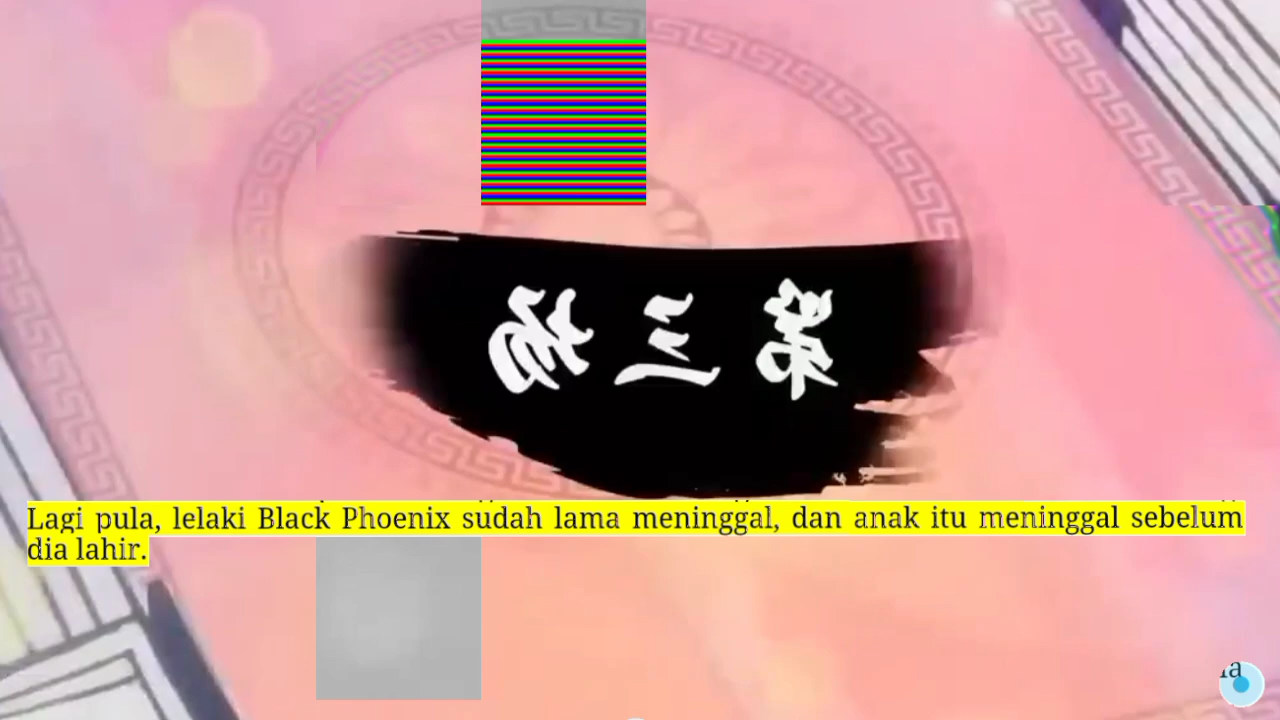 第三场
Lagi pula, lelaki Black Phoenix sudah lama meninggal, dan anak itu meninggal sebelum
dia lahir.